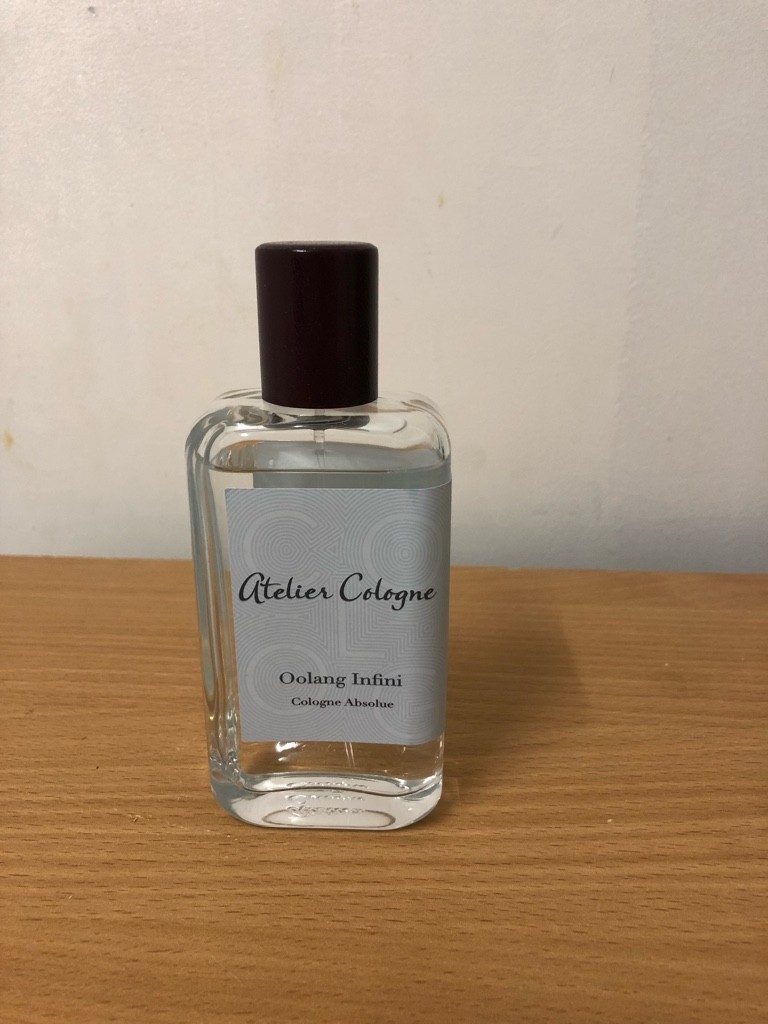 Atelier Cologne
Oolang Infini
Cologne Absolue